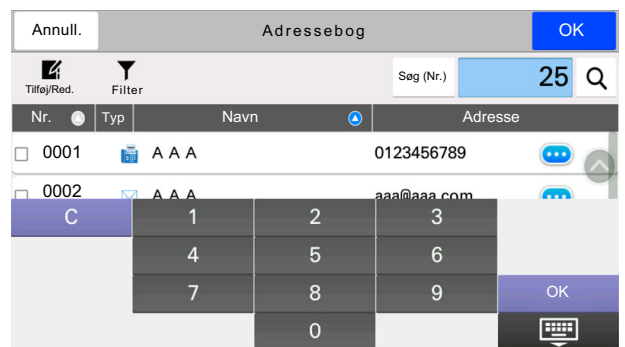 Annull. Adressebog OK
Tilføj/Red. Filter Søg (Nr.) 25
Nr. Typ Navn Adresse
0001 A A A 0123456789
0002 A A A aaa@aaa.com
C 1 2 3
4 5 6
7 8 9 OK
0